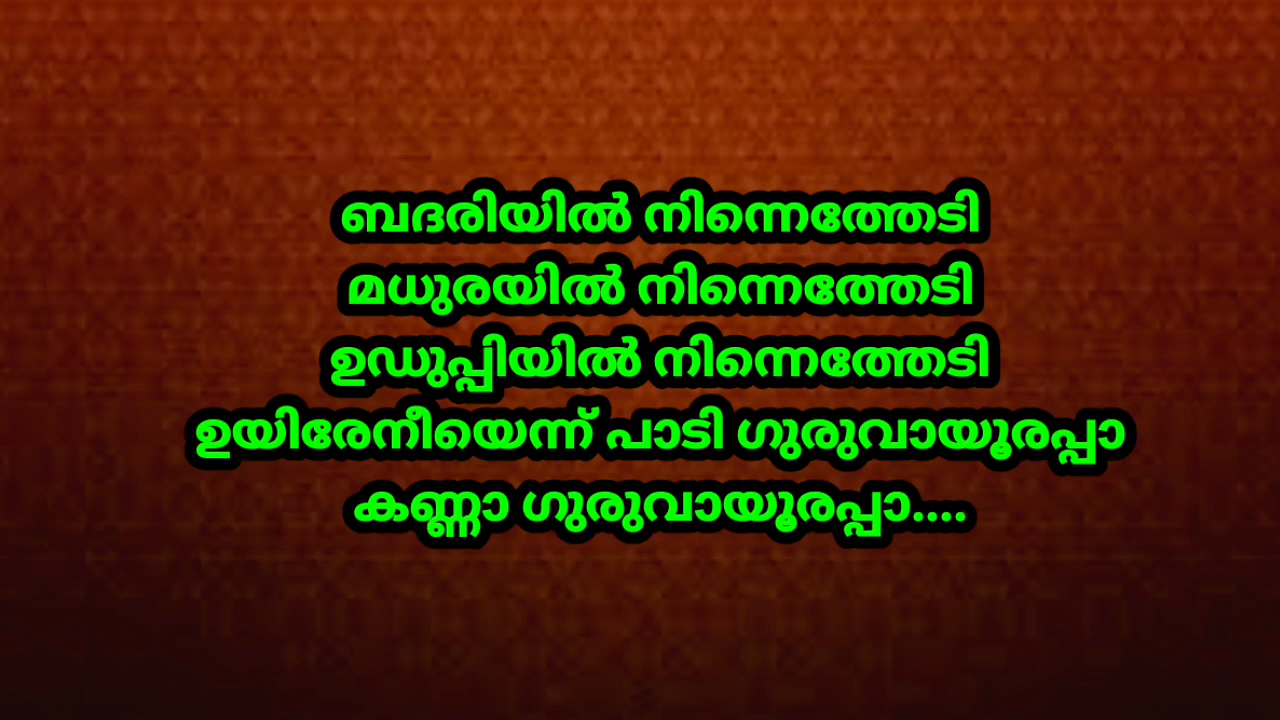 ബദരിയിൽ നിന്നെത്തേടി
മധുരയിൽ നിന്നെത്തേടി
ഉഡുപ്പിയിൽ നിന്നെത്തേടി
ഉയിരേനീയെന്ന് പാടി ഗുരുവായൂരപ്പാ
കണ്ണാ ഗുരുവായൂരപ്പാ....